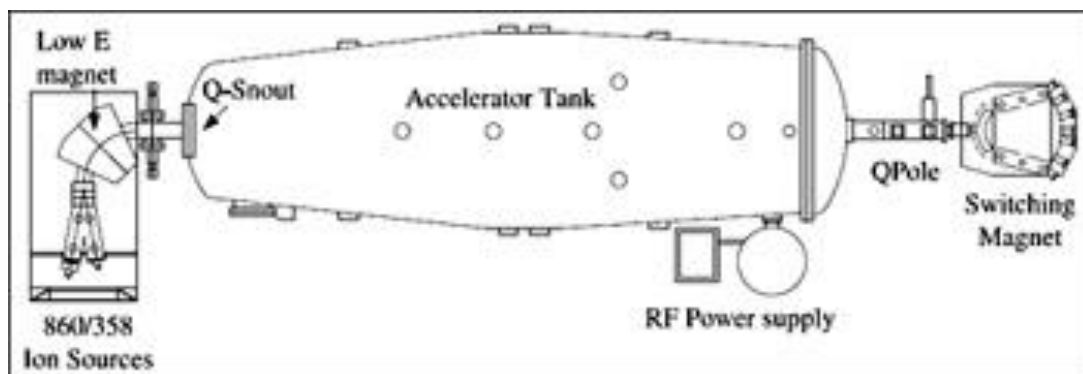 Low E
magnet
Q-Snout
Accelerator Tank
QPole
Switching
Magnet
RF Power supply
860/358
Ion Sources